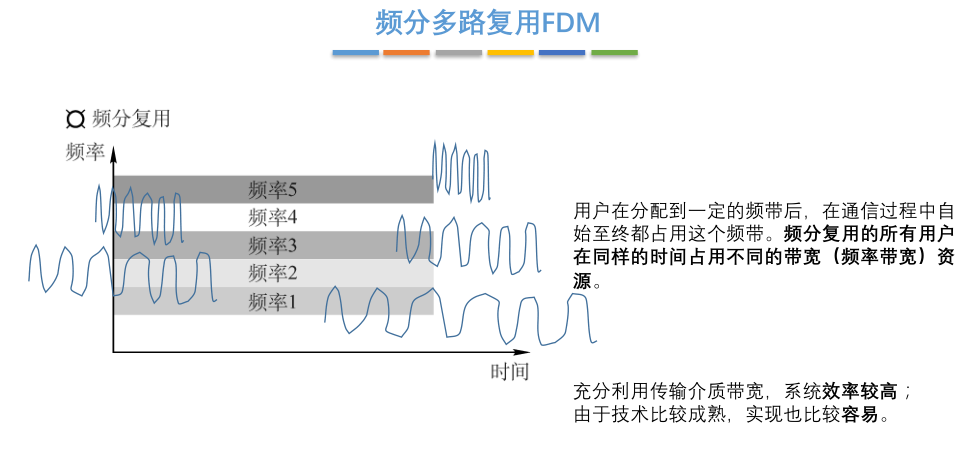 频分多路复用FDM
¤ 频分复用
频率
频率5
频率4
频率3
频率2
频率1
时间
用户在分配到一定的频带后，在通信过程中自
始至终都占用这个频带。频分复用的所有用户
在同样的时间占用不同的带宽（频率带宽）资
源。
充分利用传输介质带宽，系统效率较高；
由于技术比较成熟，实现也比较容易。